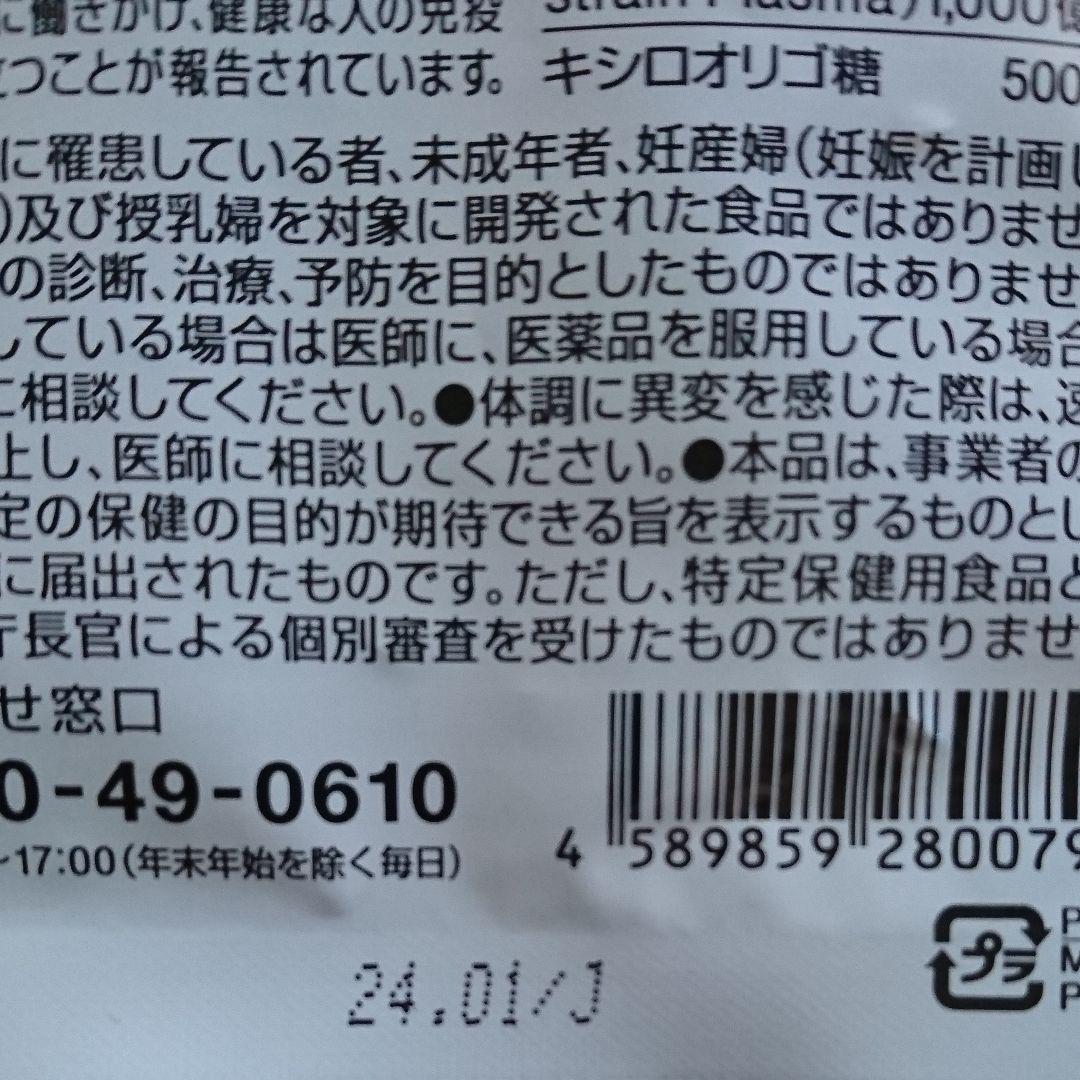 に働きかけ、健康な人の免疫
つことが報告されています。
strain Plasma)1,000億
キシロオリゴ糖 500
に罹患している者、未成年者、妊産婦(妊娠を計画し
)及び授乳婦を対象に開発された食品ではありませ
の診断、治療、予防を目的としたものではありませ
している場合は医師に、医薬品を服用している場合
に相談してください。●体調に異変を感じた際は、速
止し、医師に相談してください。●本品は、事業者の
定の保健の目的が期待できる旨を表示するものとし
に届出されたものです。ただし、特定保健用食品と
庁長官による個別審査を受けたものではありませ
せ窓口
0-49-0610
~17:00(年末年始を除く毎日)
4 589859 280079
プラ
P
M
P
24.01/J